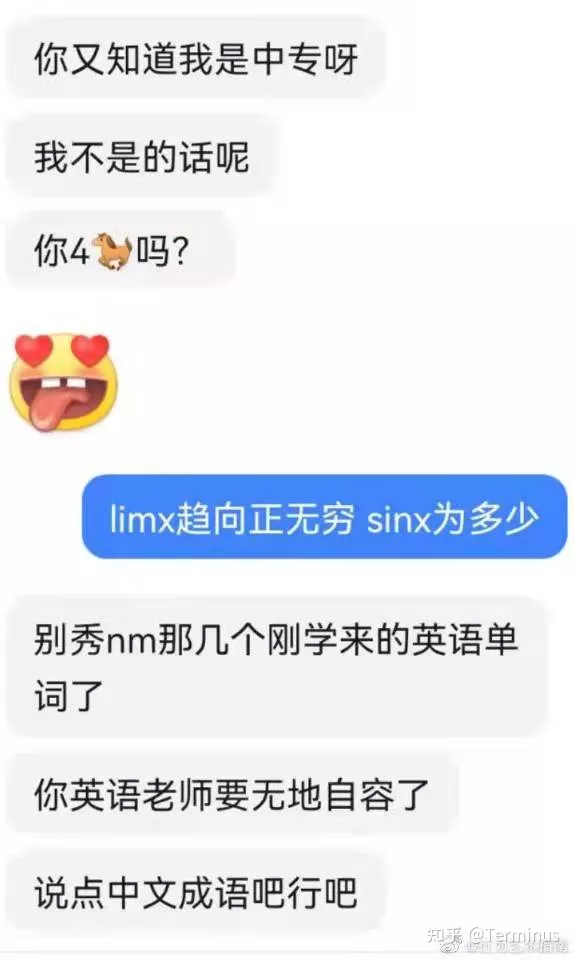 你又知道我是中专呀
我不是的话呢
你4🐎吗?
limx趋向正无穷 sinx为多少
别秀nm那几个刚学来的英语单
词了
你英语老师要无地自容了
说点中文成语吧行吧
知乎 @Terminus